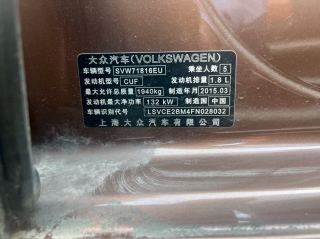 大众汽车(VOLKSWAGEN)
车辆型号 SVW71816EU 乘坐人数 5
发动机型号 CUF 发动机排量 1.8 L
最大允许总质量 1940kg 制造年月 2015.03
发动机最大净功率 132 kW 制造国 中国
车辆识别代号 LSVCE2BM4FN028032
上海大众汽车有限公司